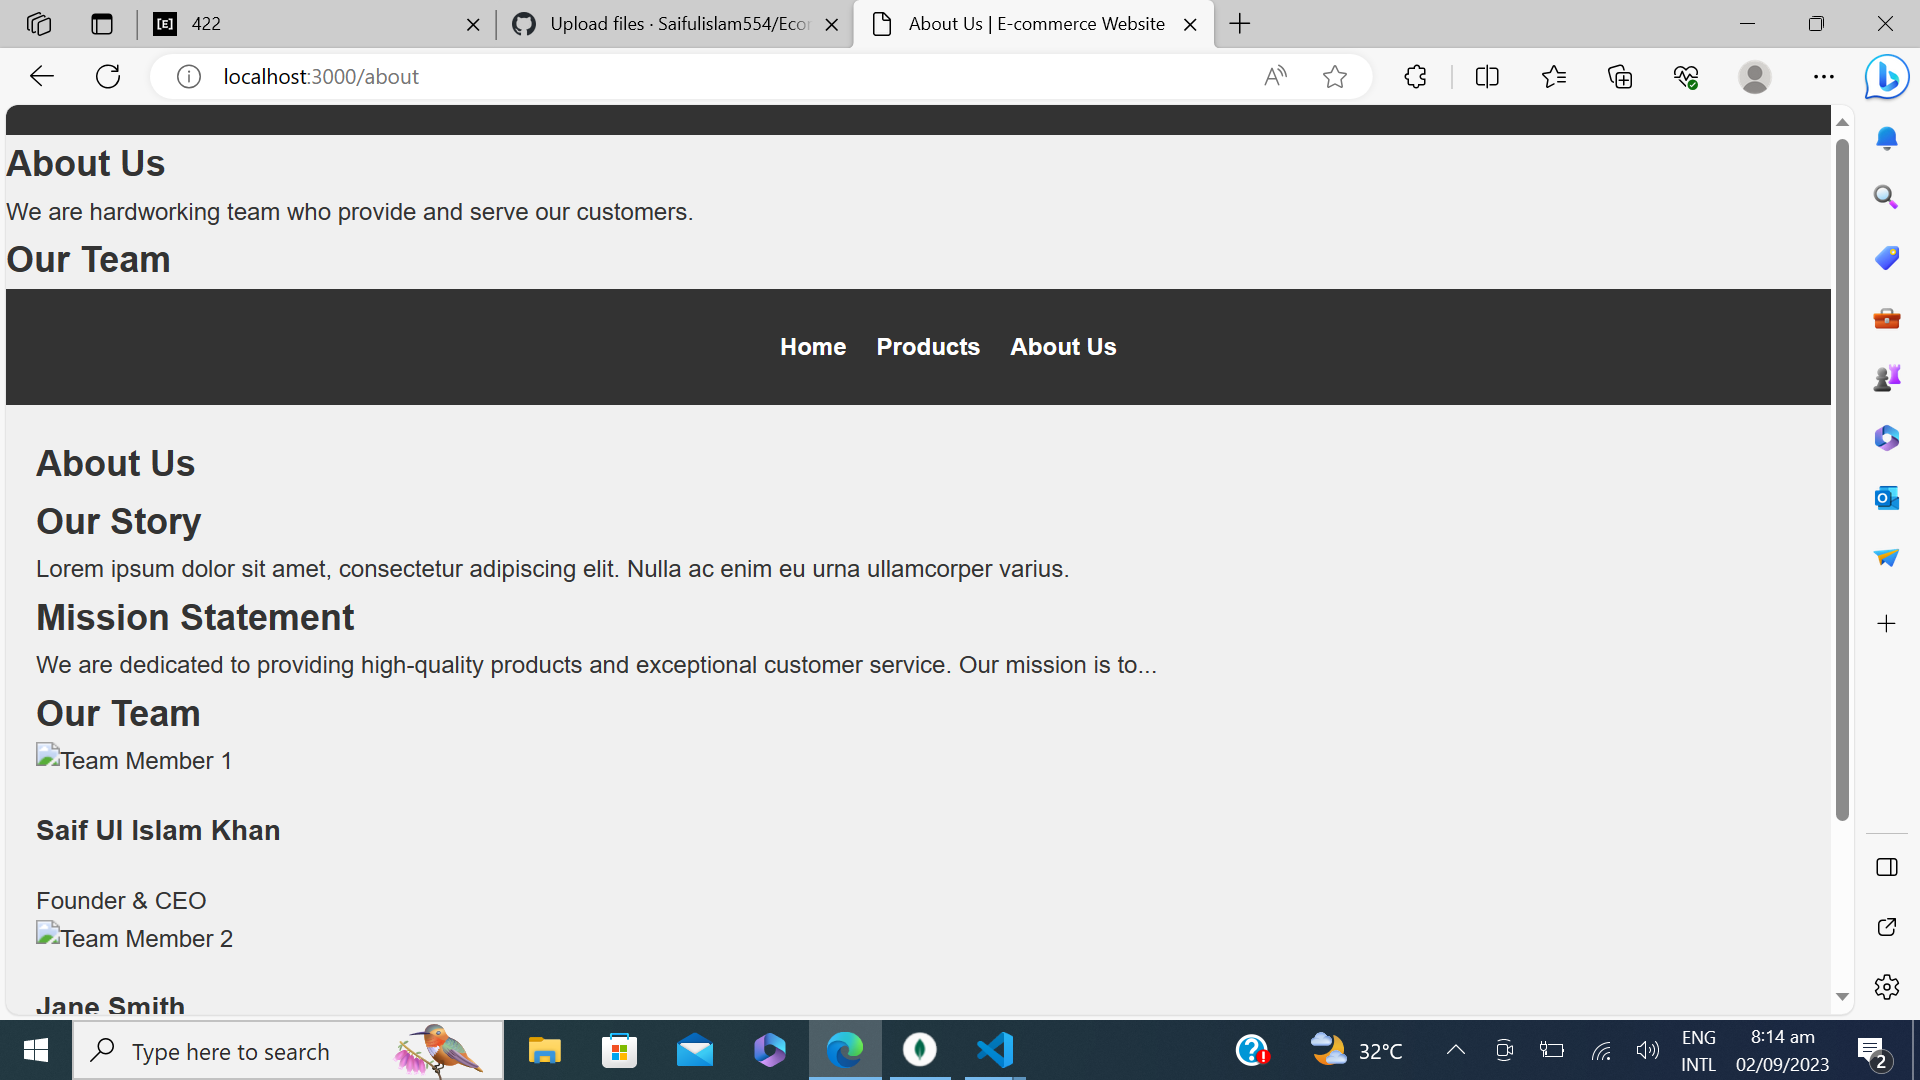 422
Upload files · Saifulislam554/Ecor
About Us | E-commerce Website
localhost:3000/about
About Us
We are hardworking team who provide and serve our customers.
Our Team
Home Products About Us
About Us
Our Story
Lorem ipsum dolor sit amet, consectetur adipiscing elit. Nulla ac enim eu urna ullamcorper varius.
Mission Statement
We are dedicated to providing high-quality products and exceptional customer service. Our mission is to...
Our Team
Team Member 1
Saif Ul Islam Khan
Founder & CEO
Team Member 2
Jane Smith
Type here to search
32°C
ENG
INTL
8:14 am
02/09/2023
2